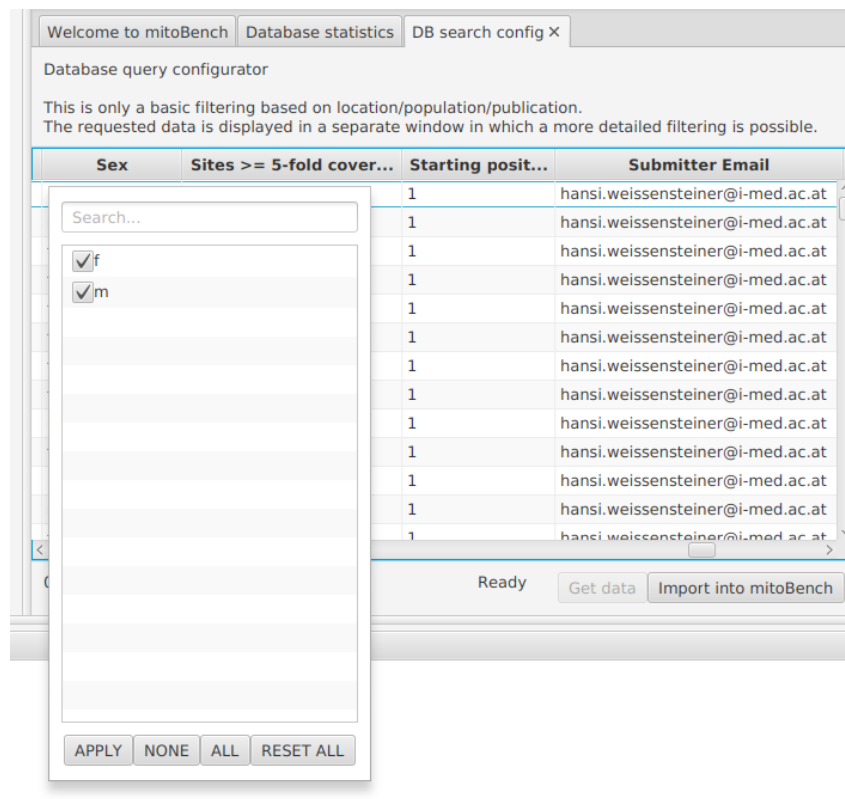 Welcome to mitoBench Database statistics DB search config ×
Database query configurator
This is only a basic filtering based on location/population/publication.
The requested data is displayed in a separate window in which a more detailed filtering is possible.
Sex Sites >= 5-fold cover... Starting posit... Submitter Email
Search...
f
m
1 hansi.weissensteiner@i-med.ac.at
1 hansi.weissensteiner@i-med.ac.at
1 hansi.weissensteiner@i-med.ac.at
1 hansi.weissensteiner@i-med.ac.at
1 hansi.weissensteiner@i-med.ac.at
1 hansi.weissensteiner@i-med.ac.at
1 hansi.weissensteiner@i-med.ac.at
1 hansi.weissensteiner@i-med.ac.at
1 hansi.weissensteiner@i-med.ac.at
1 hansi.weissensteiner@i-med.ac.at
1 hansi.weissensteiner@i-med.ac.at
1 hansi.weissensteiner@i-med.ac.at
1 hansi.weissensteiner@i-med.ac.at
Ready Get data Import into mitoBench
APPLY NONE ALL RESET ALL